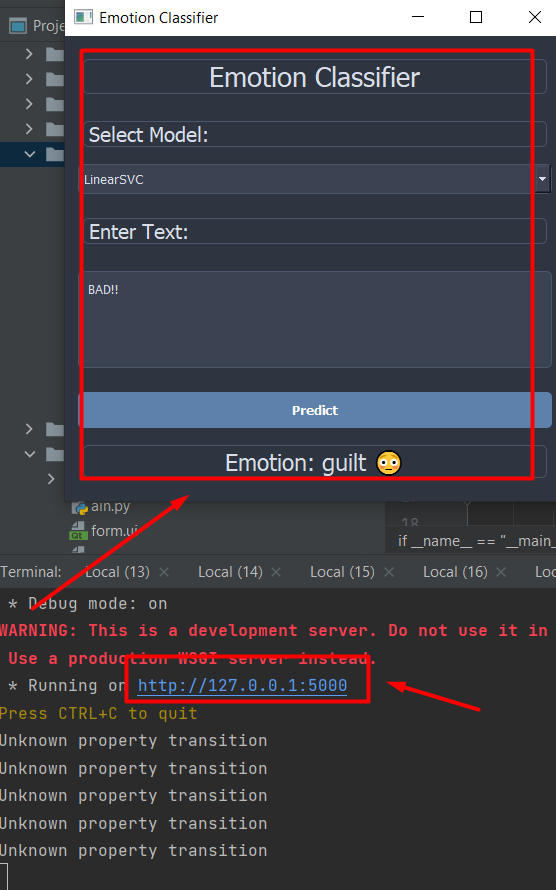 Emotion Classifier
Proje
Emotion Classifier
Select Model:
LinearSVC
Enter Text:
BAD!!
Predict
Emotion: guilt 😳
ain.py
form.ui
18
if __name__ == "__main_
Terminal: Local (13) × Local (14) × Local (15) × Local (16) × Loc
* Debug mode: on
WARNING: This is a development server. Do not use it in
Use a production WSGI server instead.
* Running on http://127.0.0.1:5000
Press CTRL+C to quit
Unknown property transition
Unknown property transition
Unknown property transition
Unknown property transition
Unknown property transition